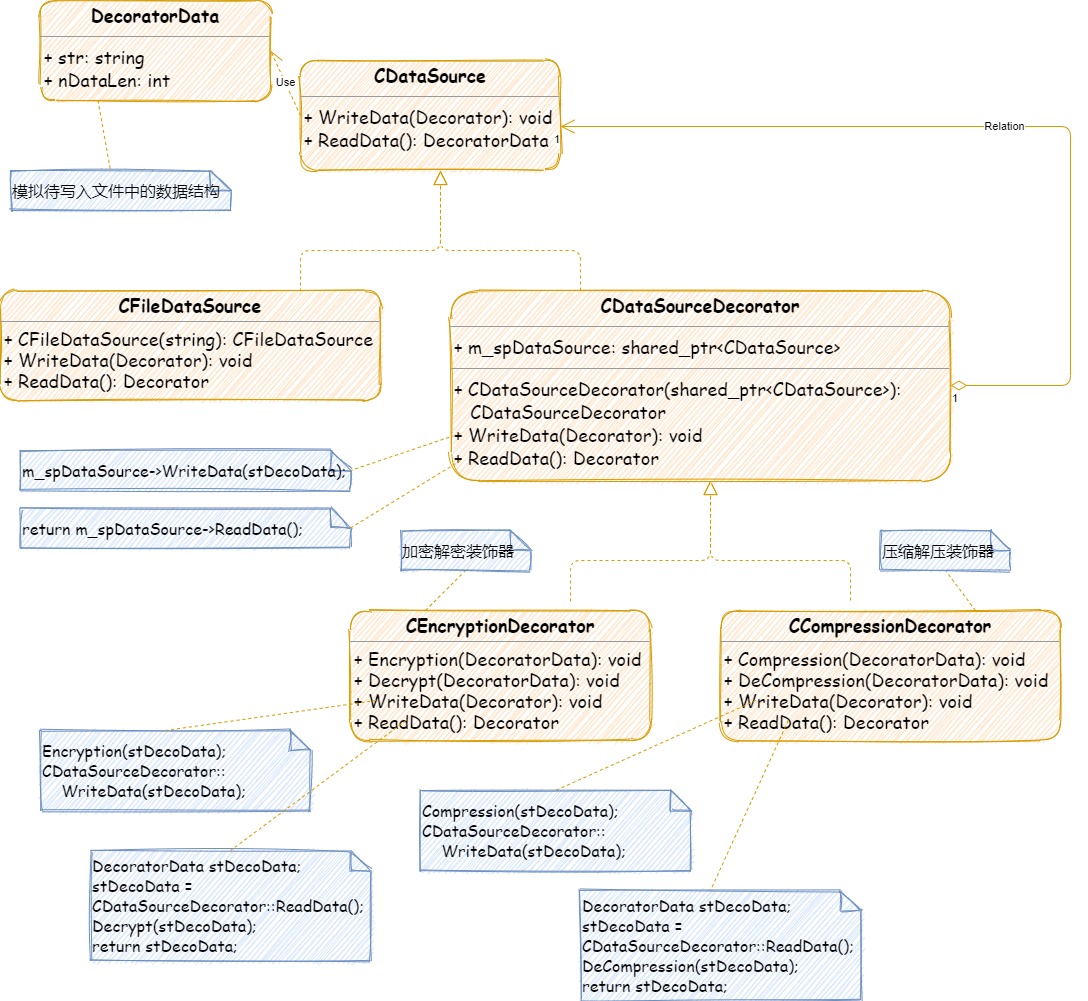 DecoratorData
+ str: string
+ nDataLen: int
Use
CDataSource
+ WriteData(Decorator): void
+ ReadData(): DecoratorData
1
Relation
模拟待写入文件中的数据结构
CFileDataSource
+ CFileDataSource(string): CFileDataSource
+ WriteData(Decorator): void
+ ReadData(): Decorator
CDataSourceDecorator
+ m_spDataSource: shared_ptr<CDataSource>
+ CDataSourceDecorator(shared_ptr<CDataSource>):
CDataSourceDecorator
+ WriteData(Decorator): void
+ ReadData(): Decorator
1
m_spDataSource->WriteData(stDecoData);
return m_spDataSource->ReadData();
加密解密装饰器
压缩解压装饰器
CEncryptionDecorator
+ Encryption(DecoratorData): void
+ Decrypt(DecoratorData): void
+ WriteData(Decorator): void
+ ReadData(): Decorator
CCompressionDecorator
+ Compression(DecoratorData): void
+ DeCompression(DecoratorData): void
+ WriteData(Decorator): void
+ ReadData(): Decorator
Encryption(stDecoData);
CDataSourceDecorator::
WriteData(stDecoData);
Compression(stDecoData);
CDataSourceDecorator::
WriteData(stDecoData);
DecoratorData stDecoData;
stDecoData =
CDataSourceDecorator::ReadData();
Decrypt(stDecoData);
return stDecoData;
DecoratorData stDecoData;
stDecoData =
CDataSourceDecorator::ReadData();
DeCompression(stDecoData);
return stDecoData;